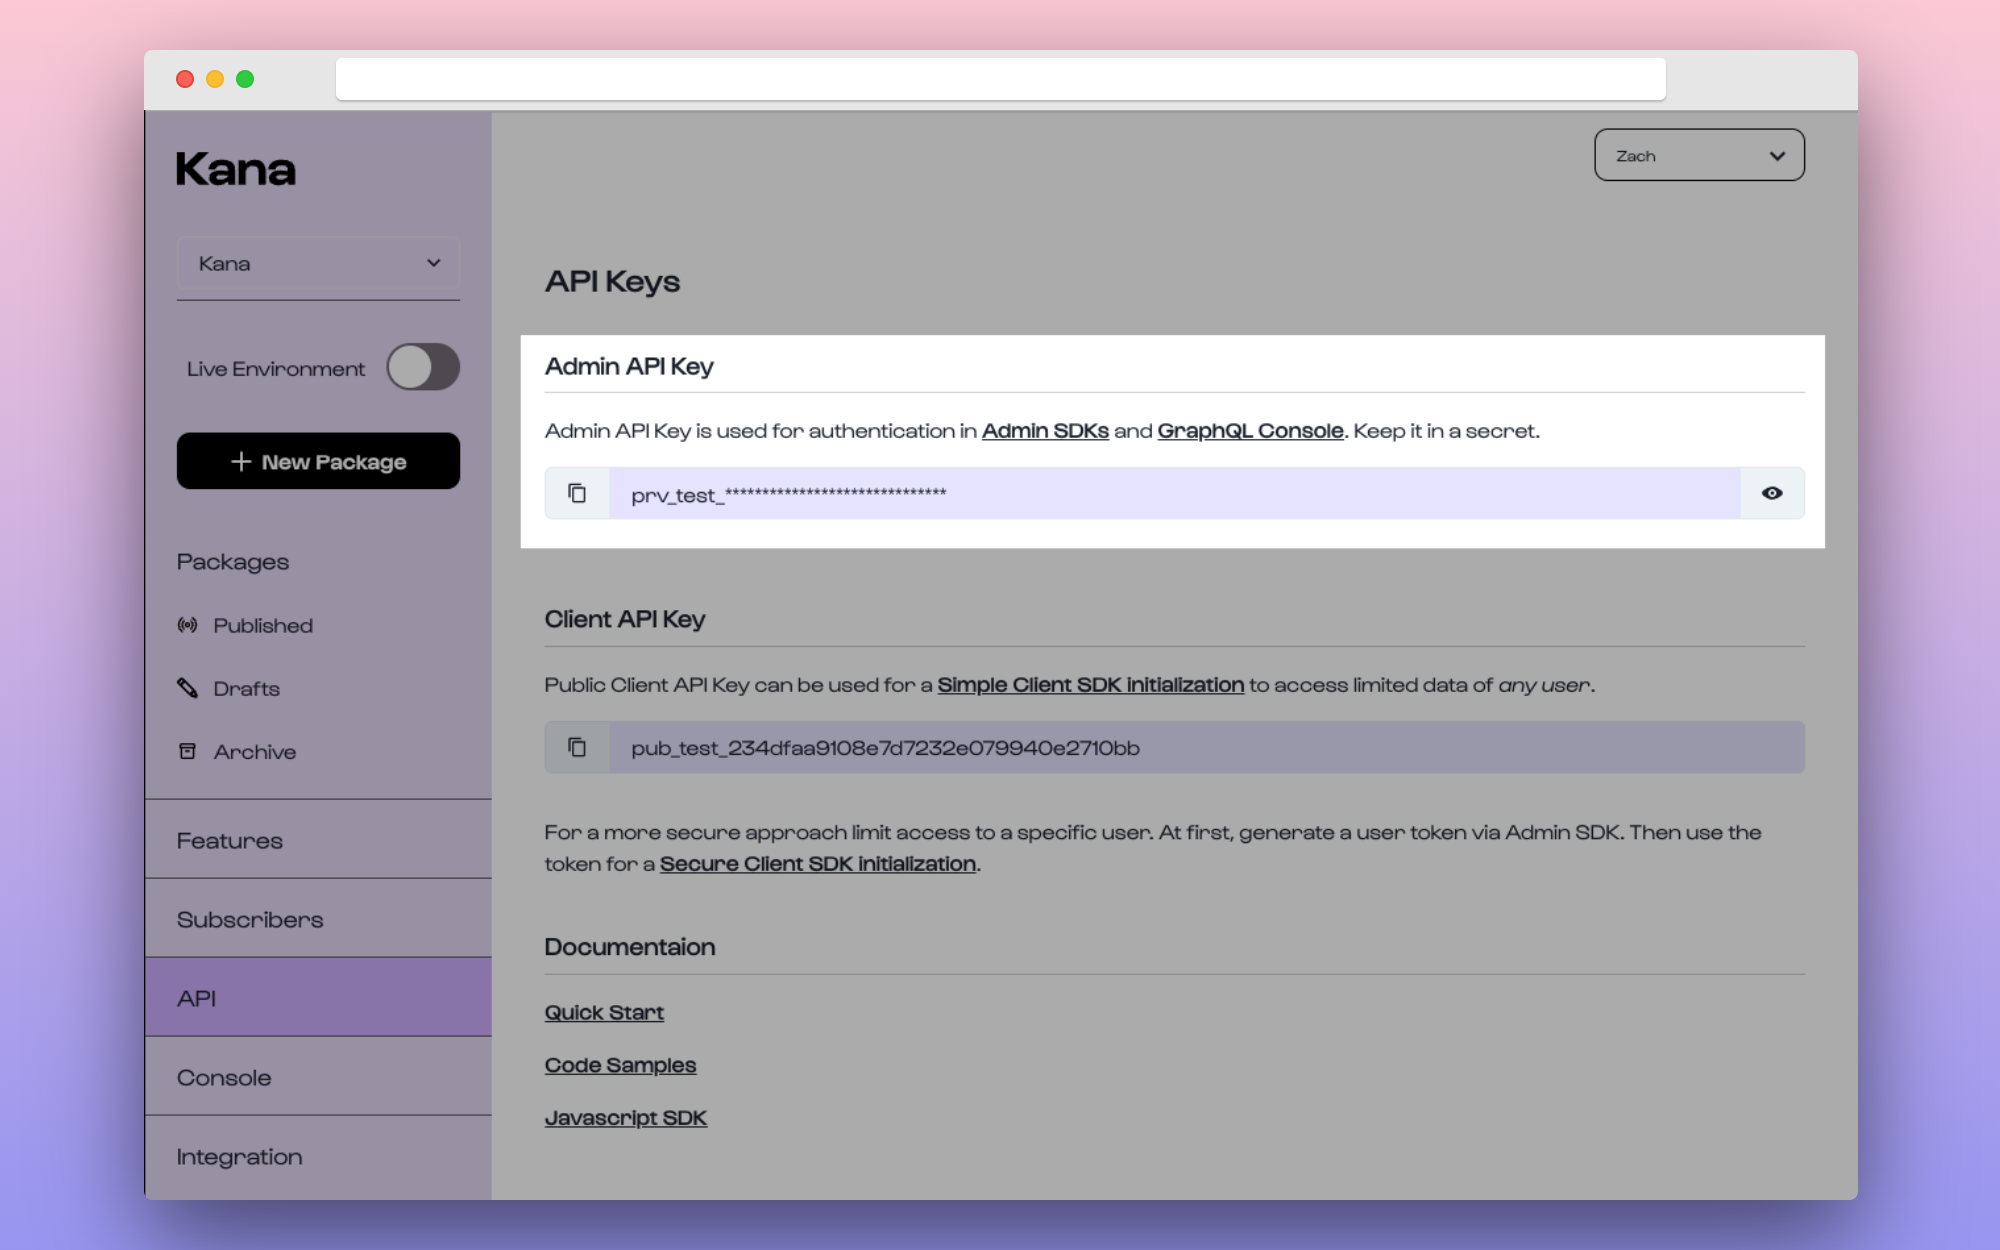 Kana
Kana
Live Environment
New Package
Packages
Published
Drafts
Archive
Features
Subscribers
API
Console
Integration
Zach
API Keys
Admin API Key
Admin API Key is used for authentication in Admin SDKs and GraphQL Console. Keep it in a secret.
prv_test_******************************
Client API Key
Public Client API Key can be used for a Simple Client SDK initialization to access limited data of any user.
pub_test_234dfaa9108e7d7232e079940e2710bb
For a more secure approach limit access to a specific user. At first, generate a user token via Admin SDK. Then use the
token for a Secure Client SDK initialization.
Documentaion
Quick Start
Code Samples
Javascript SDK